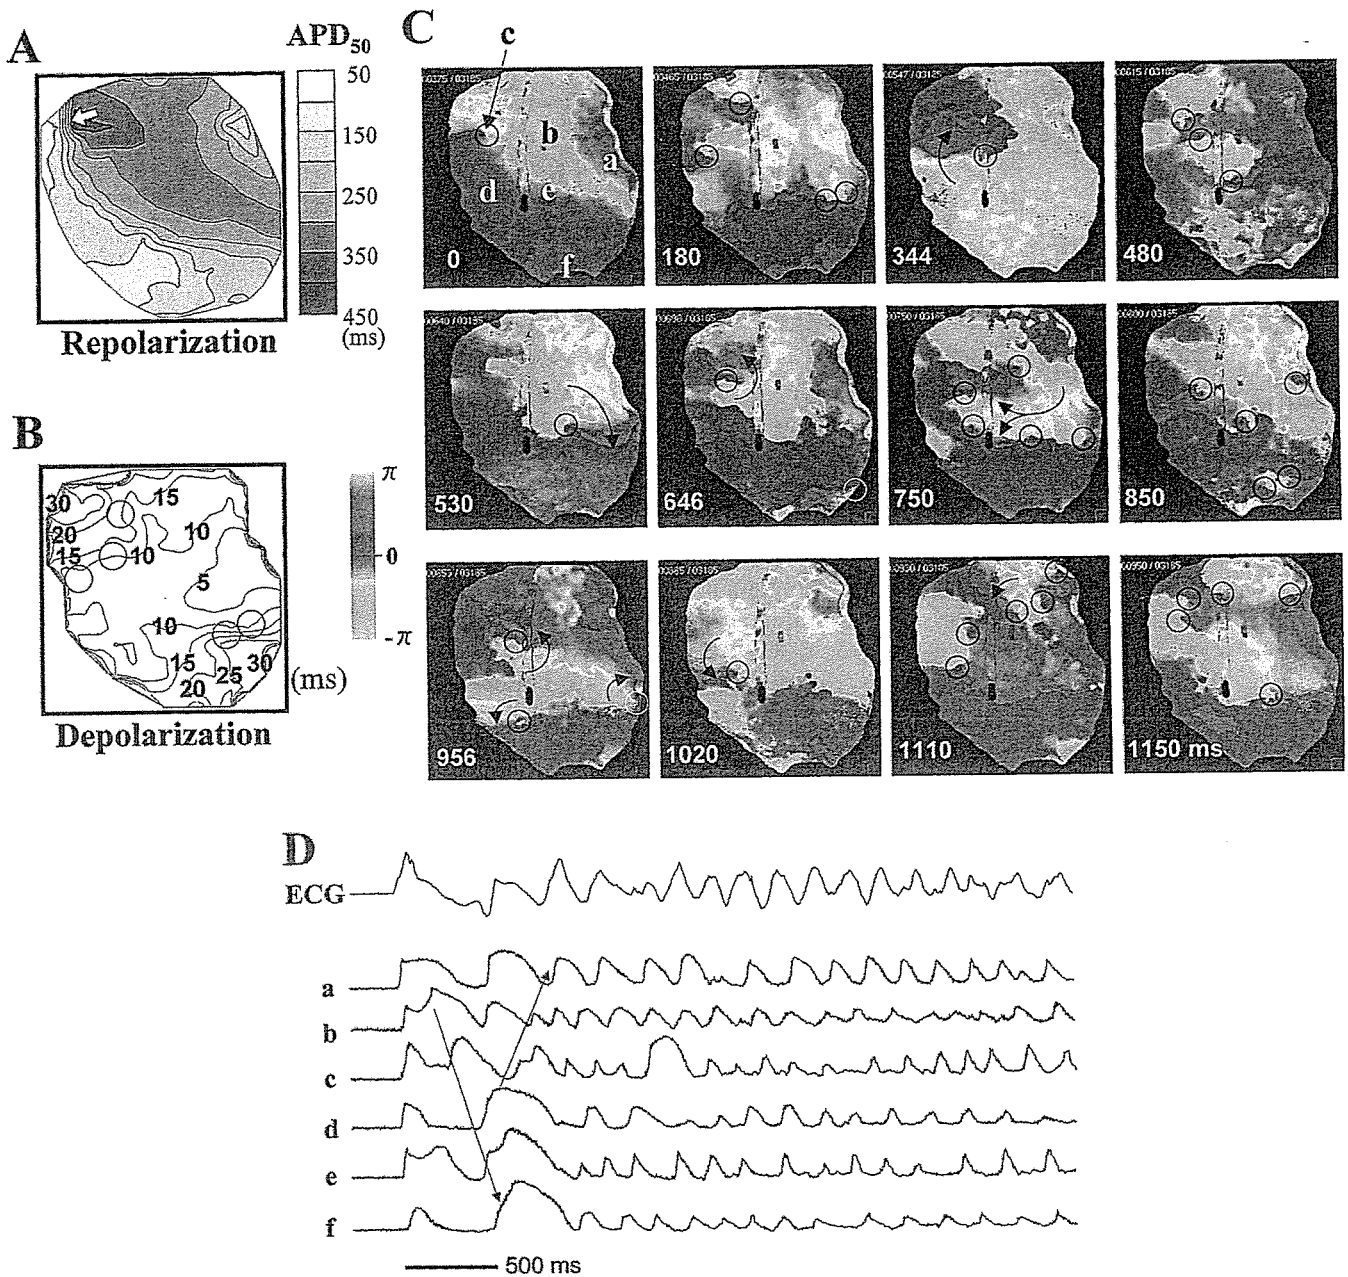 A
APD50
50
150
250
350
450
(ms)
Repolarization
B
30
15
20
10
15
10
5
10
15
25
30
20
(ms)
Depolarization
π
0
-π
C
c
b
a
d
e
f
0
180
344
480
530
646
750
850
956
1020
1110
1150 ms
D
ECG
a
b
c
d
e
f
500 ms